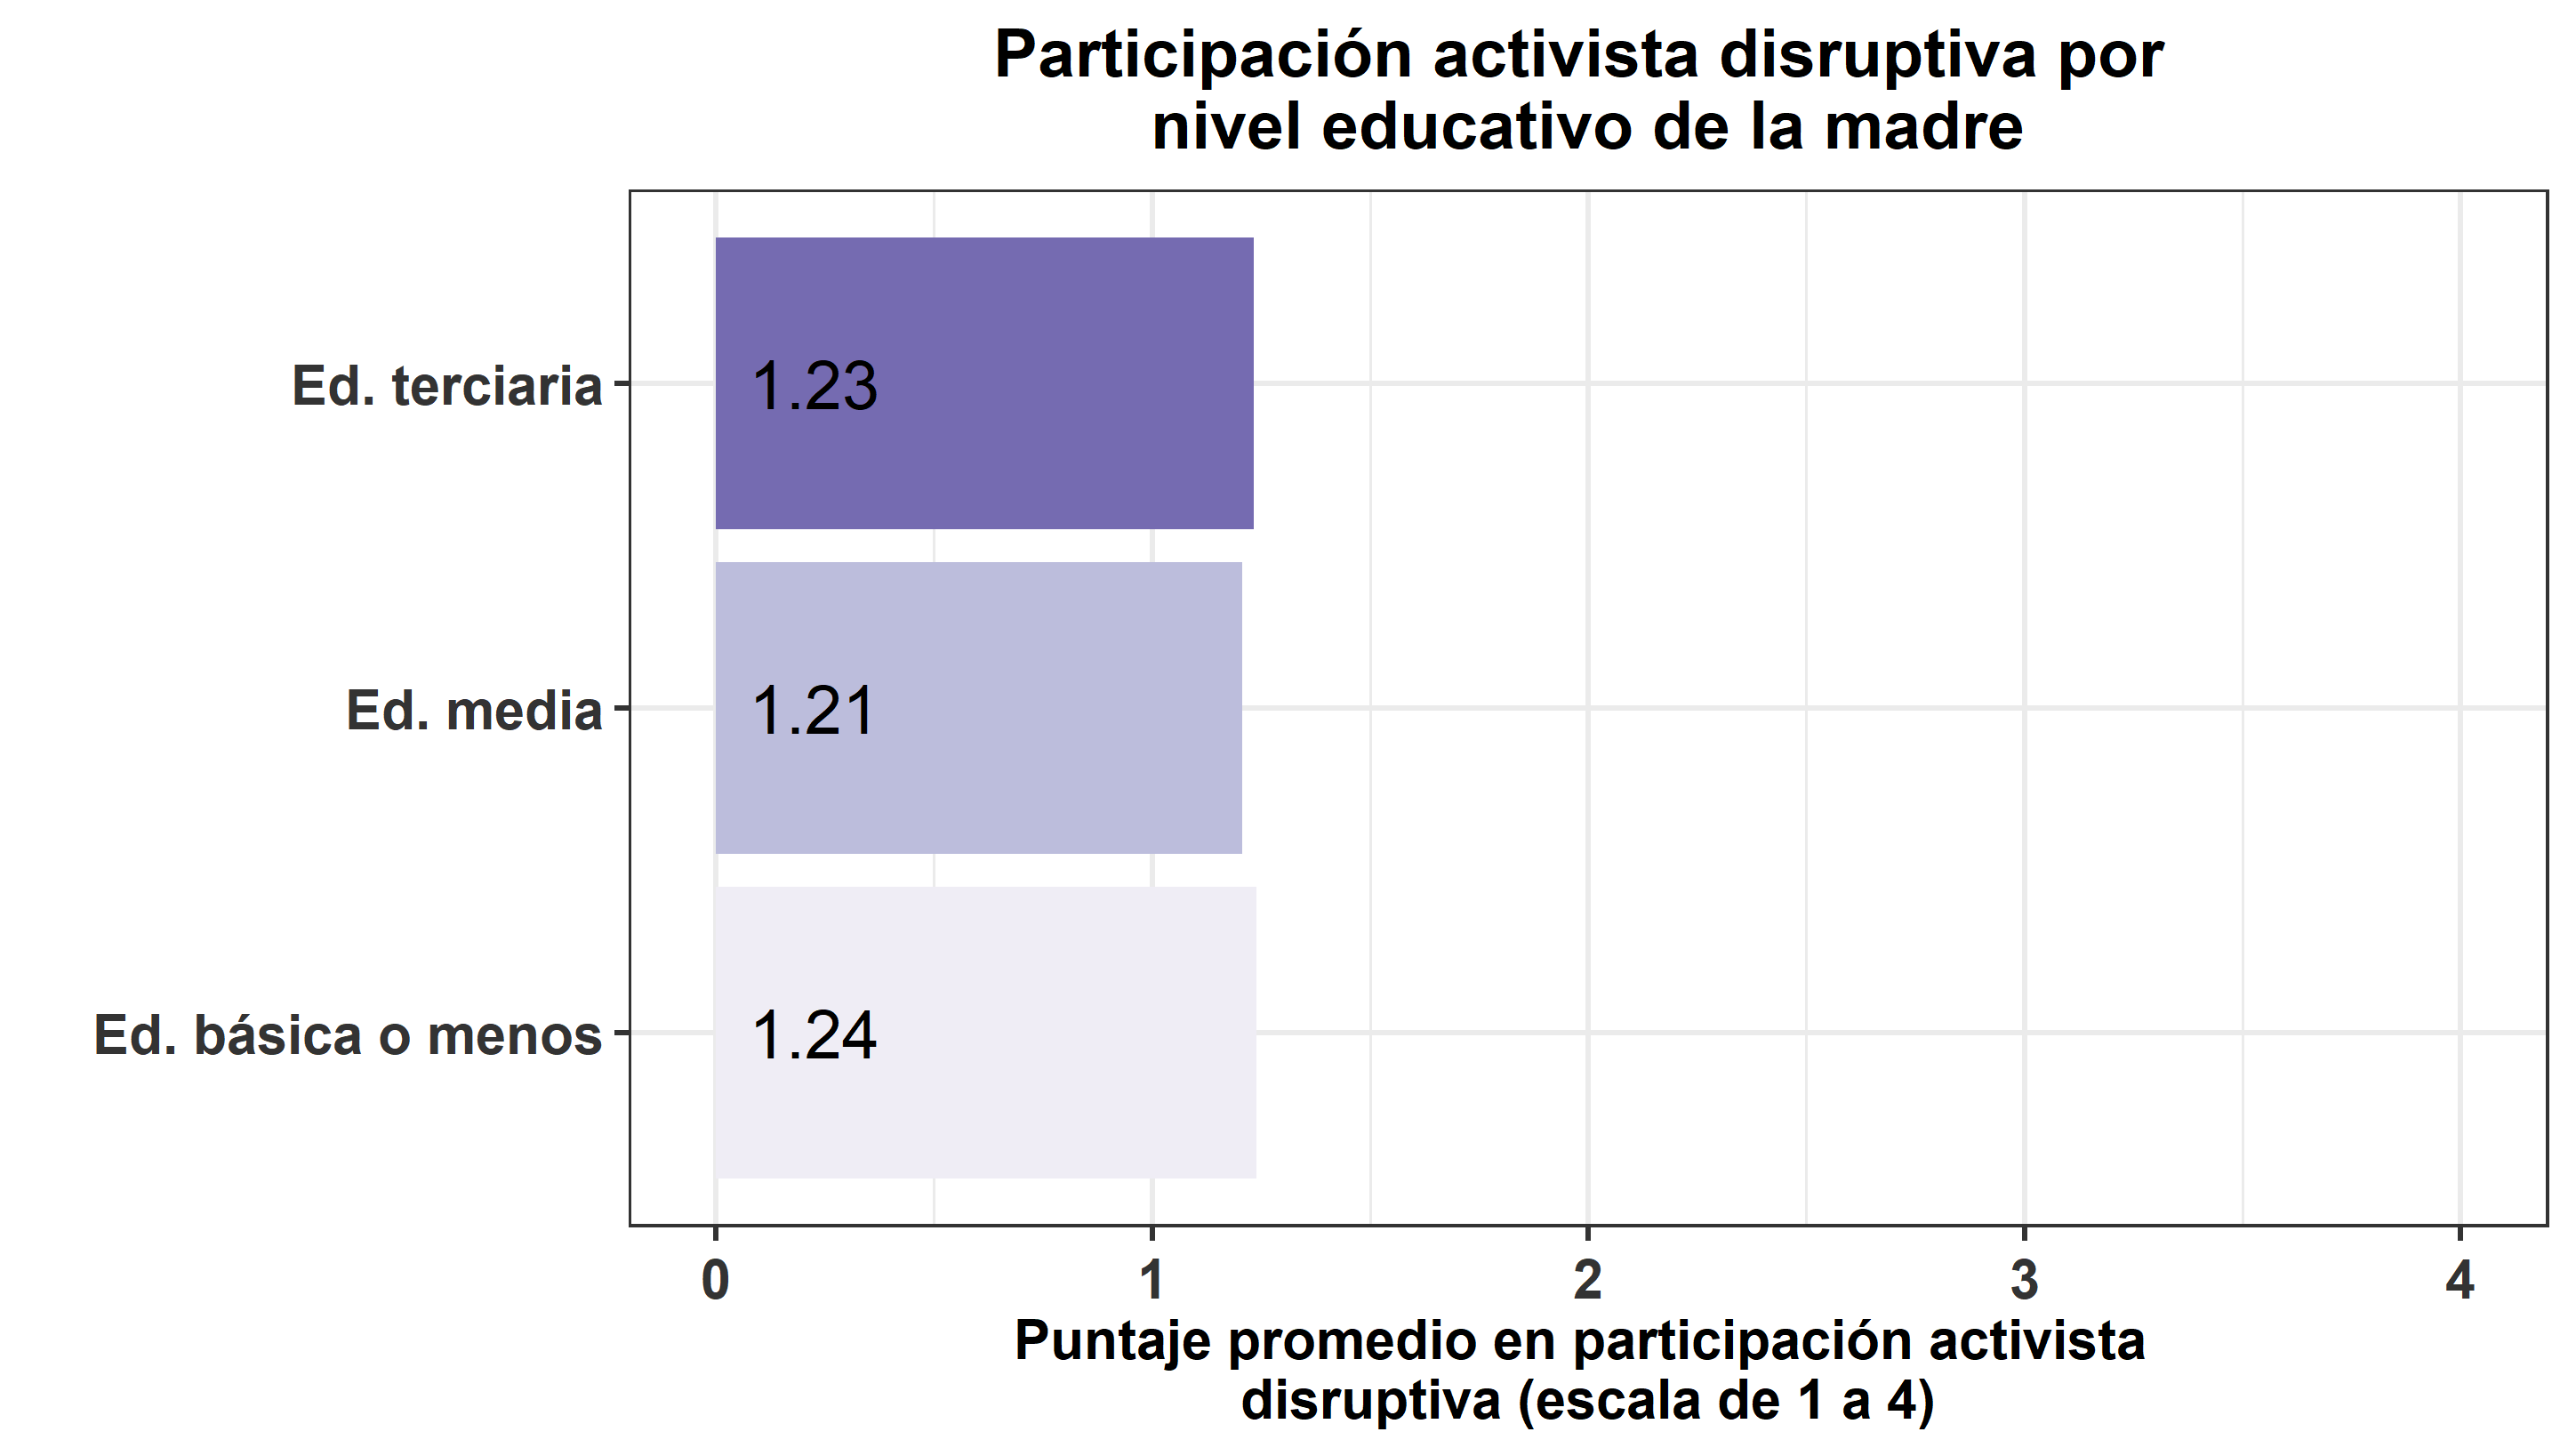 Participación activista disruptiva por
nivel educativo de la madre
Ed. terciaria
1.23
Ed. media
1.21
Ed. básica o menos
1.24
0 1 2 3 4
Puntaje promedio en participación activista
disruptiva (escala de 1 a 4)